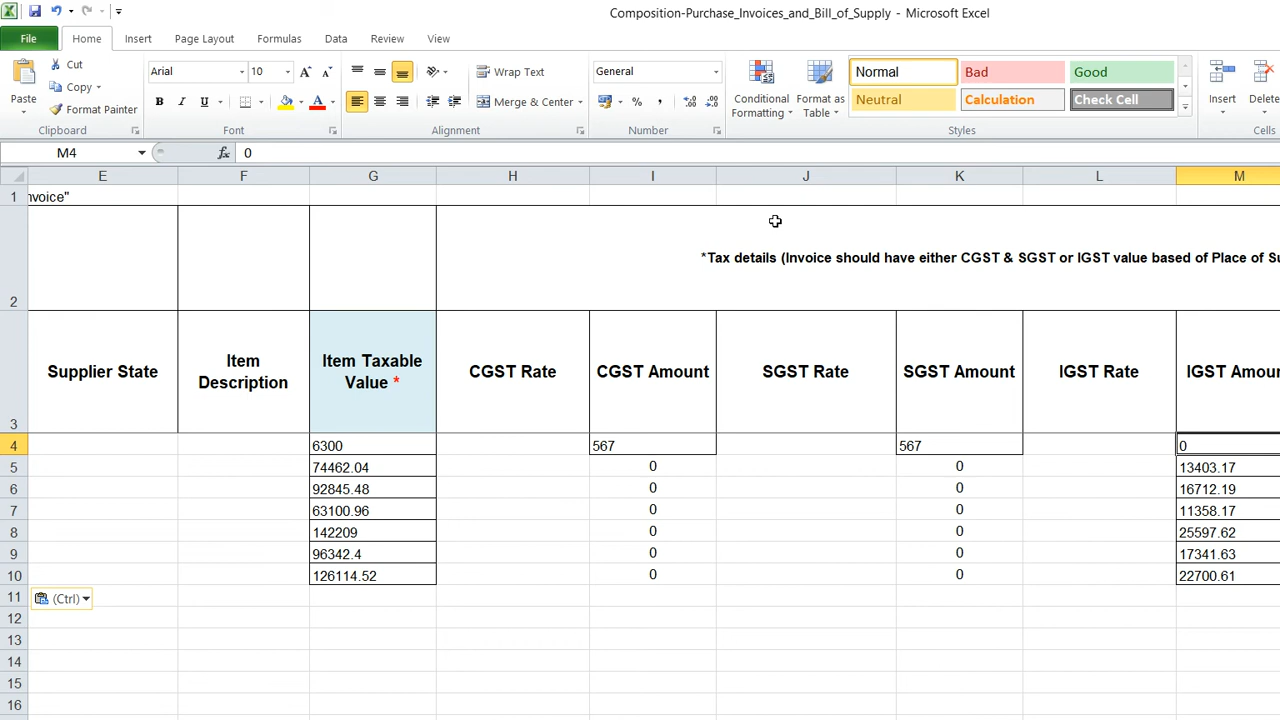 Composition-Purchase_Invoices_and_Bill_of_Supply - Microsoft Excel
File Home Insert Page Layout Formulas Data Review View
Paste
Cut
Copy
Format Painter
Clipboard
Arial 10
A A
B I U A
Font
Wrap Text
Merge & Center
Alignment
General
% ,
Number
Conditional Formatting
Format as Table
Normal Bad Good
Neutral Calculation Check Cell
Styles
Insert Delete
Cells
M4 fx 0
E F G H I J K L M
1 nvoice"
2 *Tax details (Invoice should have either CGST & SGST or IGST value based of Place of Su
3 Supplier State Item Description Item Taxable Value * CGST Rate CGST Amount SGST Rate SGST Amount IGST Rate IGST Amoun
4 6300 567 567 0
5 74462.04 0 0 13403.17
6 92845.48 0 0 16712.19
7 63100.96 0 0 11358.17
8 142209 0 0 25597.62
9 96342.4 0 0 17341.63
10 126114.52 0 0 22700.61
11 (Ctrl)
12
13
14
15
16